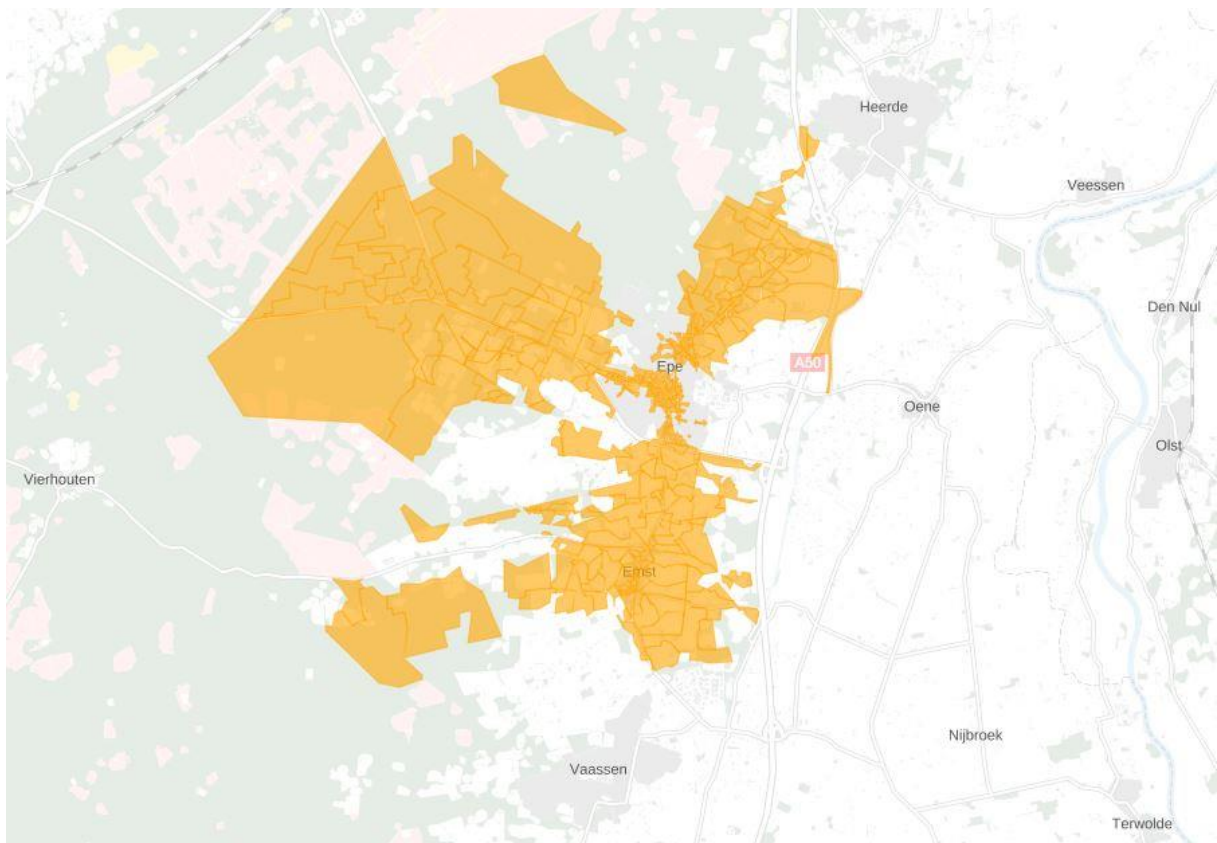 Heerde
Veessen
Den Nul
A50
Epe
Oene
Olst
Vierhouten
Emst
Nijbroek
Vaassen
Terwolde